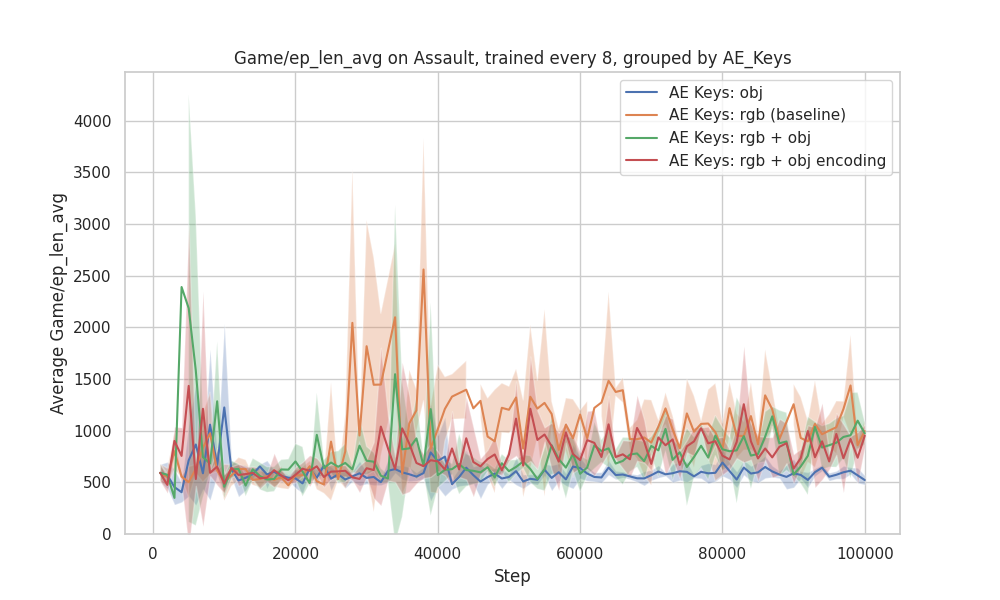 Game/ep_len_avg on Assault, trained every 8, grouped by AE_Keys
AE Keys: obj
AE Keys: rgb (baseline)
AE Keys: rgb + obj
AE Keys: rgb + obj encoding
Average Game/ep_len_avg
4000
3500
3000
2500
2000
1500
1000
500
0
0
20000
40000
60000
80000
100000
Step